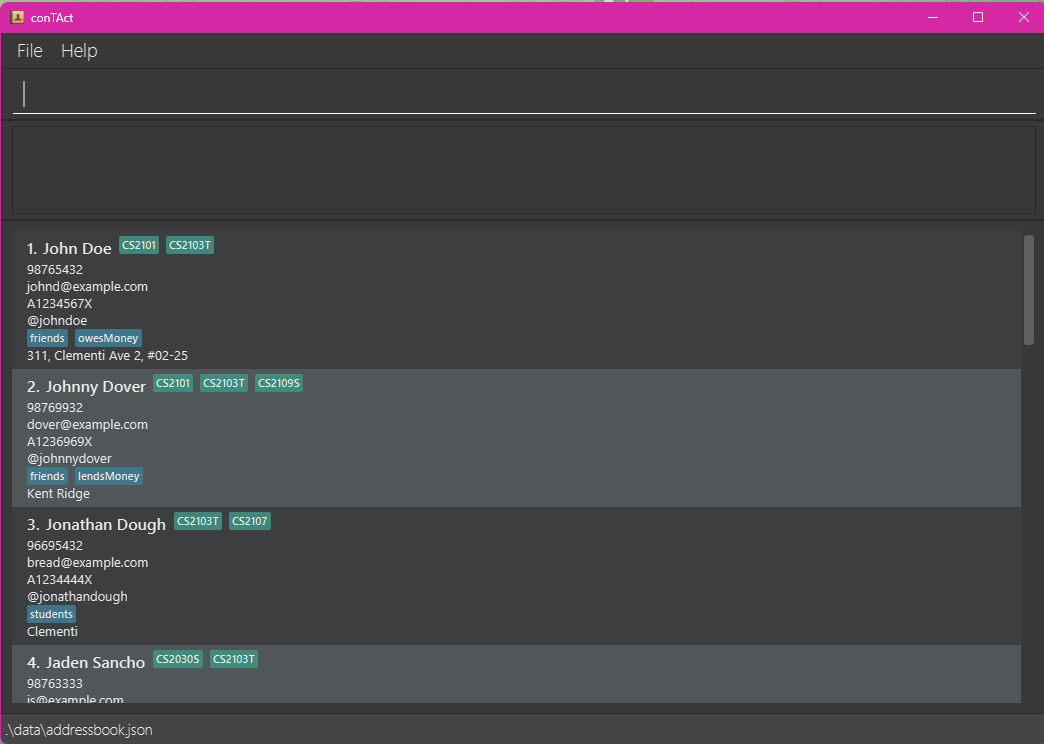 conTAct
File Help
1. John Doe CS2101 CS2103T
98765432
johnd@example.com
A1234567X
@johndoe
friends owesMoney
311, Clementi Ave 2, #02-25
2. Johnny Dover CS2101 CS2103T CS2109S
98769932
dover@example.com
A1236969X
@johnnydover
friends lendsMoney
Kent Ridge
3. Jonathan Dough CS2103T CS2107
96695432
bread@example.com
A1234444X
@jonathandough
students
Clementi
4. Jaden Sancho CS2030S CS2103T
98763333
js@example.com
.\data\addressbook.json